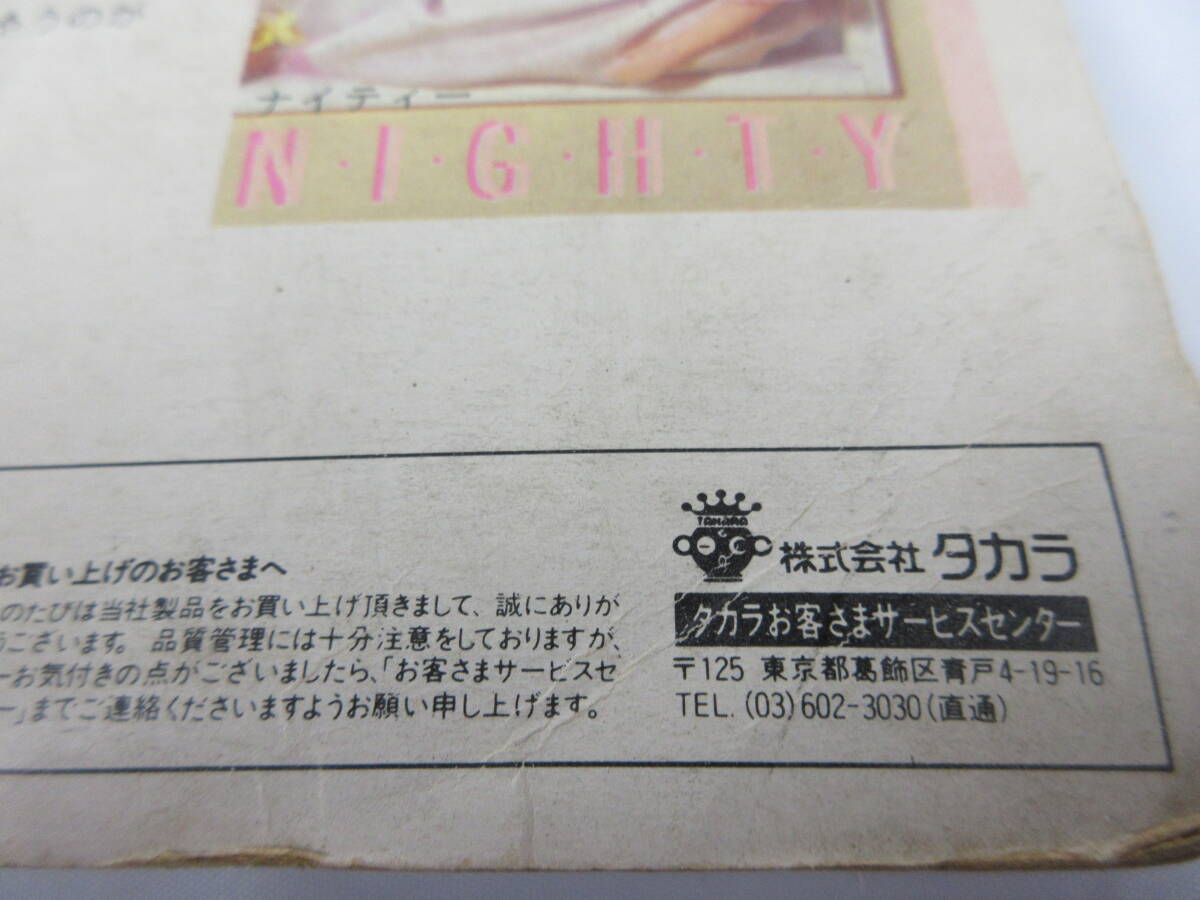 うのが
ナイティー
N·I·G·H·T·Y
TAKARA
株式会社 タカラ
タカラお客さまサービスセンター
〒125 東京都葛飾区青戸4-19-16
TEL. (03)602-3030(直通)
お買い上げのお客さまへ
のたびは当社製品をお買い上げ頂きまして、誠にありが
うございます。品質管理には十分注意をしておりますが、
一お気付きの点がございましたら、「お客さまサービスセ
ー」までご連絡くださいますようお願い申し上げます。